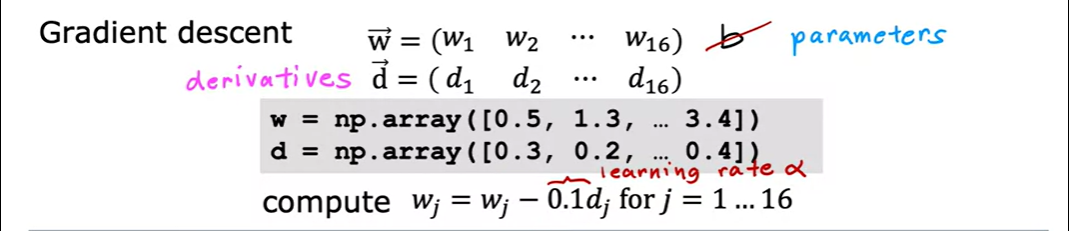 Gradient descent w⃗ = (w₁ w₂ ⋯ w₁₆) b parameters
derivatives d⃗ = (d₁ d₂ ⋯ d₁₆)
w = np.array([0.5, 1.3, … 3.4])
d = np.array([0.3, 0.2, … 0.4])
learning rate α
compute wⱼ = wⱼ − 0.1dⱼ for j = 1 … 16